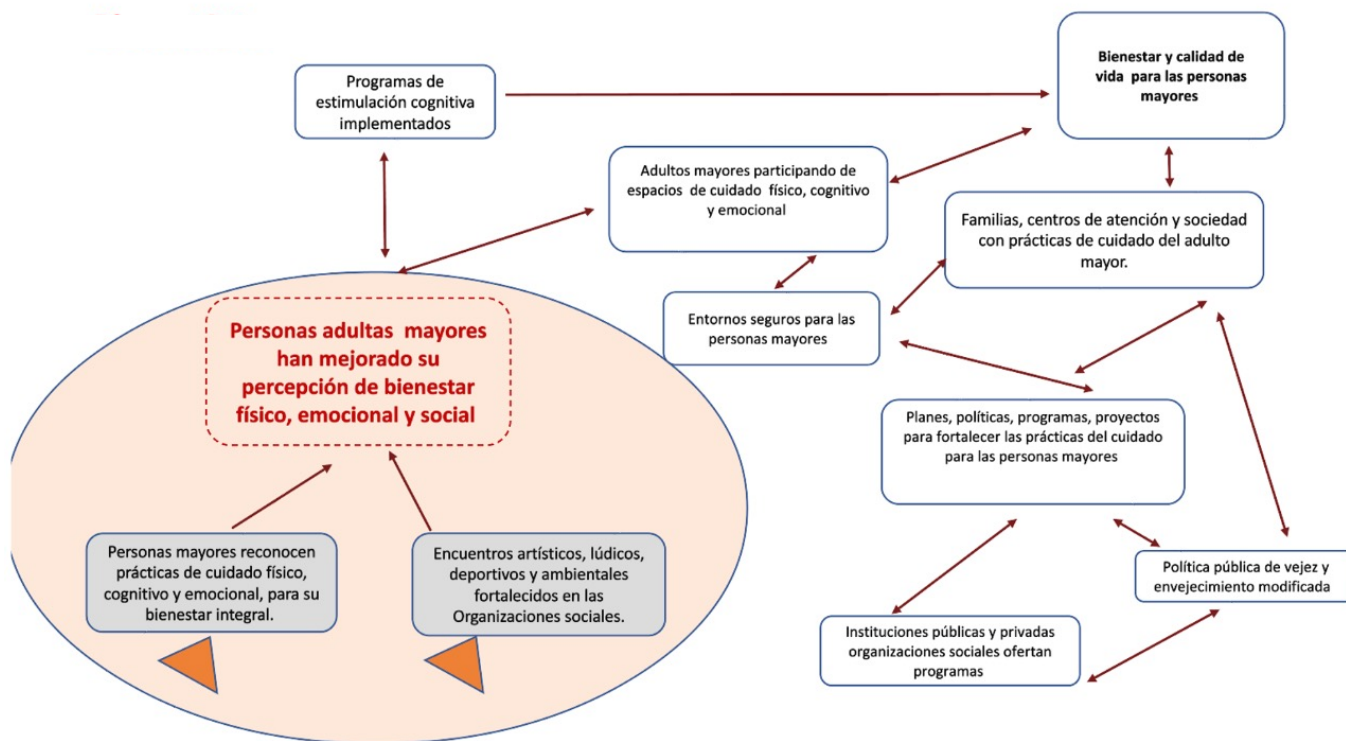 Programas de
estimulación cognitiva
implementados
Bienestar y calidad de
vida para las personas
mayores
Adultos mayores participando de
espacios de cuidado físico, cognitivo
y emocional
Familias, centros de atención y sociedad
con prácticas de cuidado del adulto
mayor.
Entornos seguros para las
personas mayores
Personas adultas mayores
han mejorado su
percepción de bienestar
físico, emocional y social
Planes, políticas, programas, proyectos
para fortalecer las prácticas del cuidado
para las personas mayores
Personas mayores reconocen
prácticas de cuidado físico,
cognitivo y emocional, para su
bienestar integral.
Encuentros artísticos, lúdicos,
deportivos y ambientales
fortalecidos en las
Organizaciones sociales.
Política pública de vejez y
envejecimiento modificada
Instituciones públicas y privadas
organizaciones sociales ofertan
programas